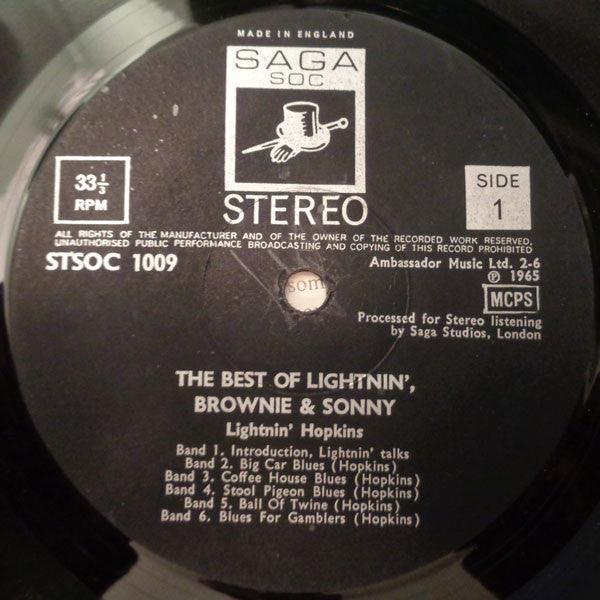 MADE IN ENGLAND
SAGA
SOC
33 1/3
RPM
STEREO
SIDE
1
ALL RIGHTS OF THE MANUFACTURER AND OF THE OWNER OF THE RECORDED WORK RESERVED.
UNAUTHORISED PUBLIC PERFORMANCE BROADCASTING AND COPYING OF THIS RECORD PROHIBITED
STSOC 1009
Ambassador Music Ltd. 2-6
℗ 1965
MCPS
som
Processed for Stereo listening
by Saga Studios, London
THE BEST OF LIGHTNIN',
BROWNIE & SONNY
Lightnin' Hopkins
Band 1. Introduction, Lightnin' talks
Band 2. Big Car Blues (Hopkins)
Band 3. Coffee House Blues (Hopkins)
Band 4. Stool Pigeon Blues (Hopkins)
Band 5. Ball Of Twine (Hopkins)
Band 6. Blues For Gamblers (Hopkins)